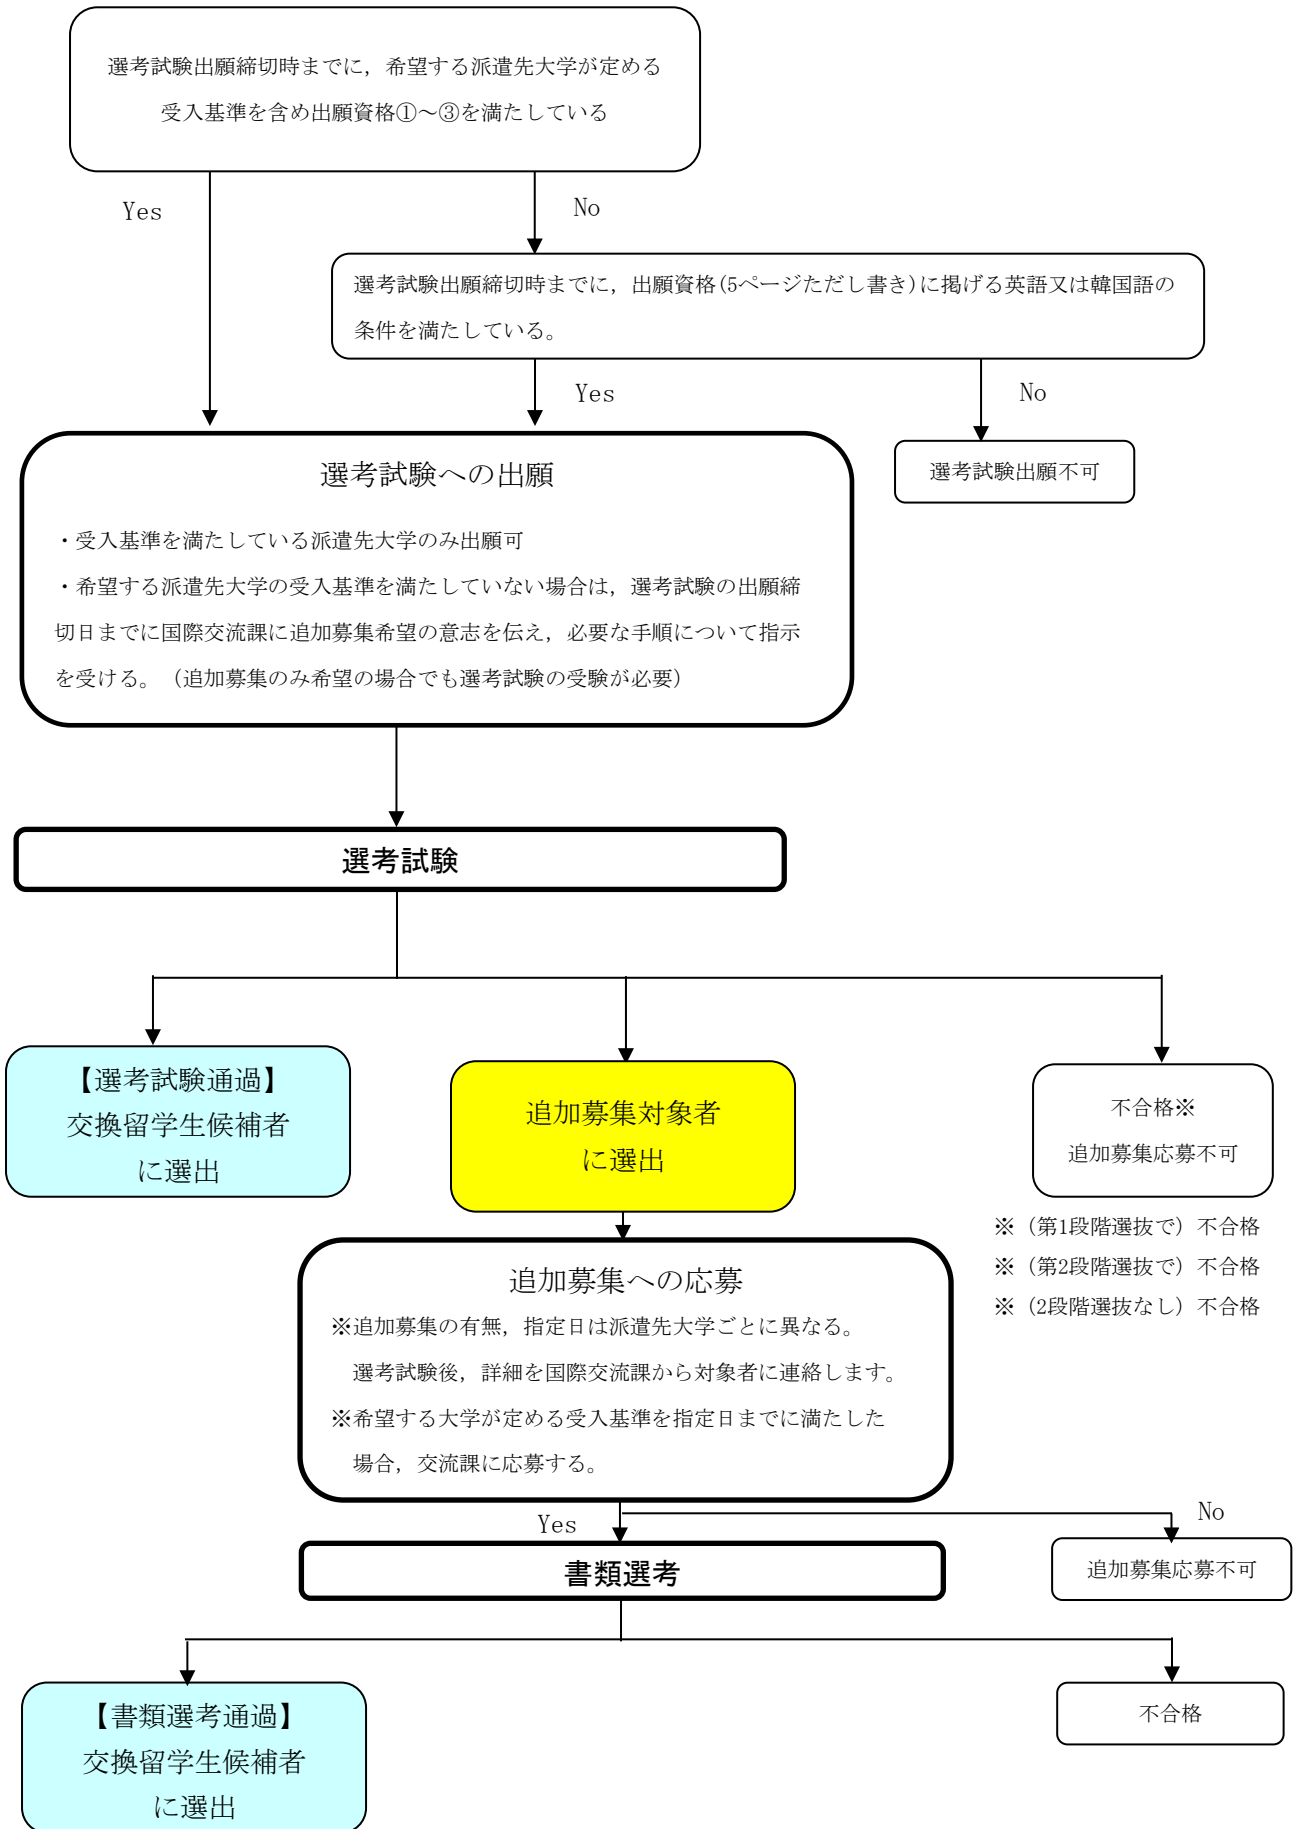 選考試験出願締切時までに，希望する派遣先大学が定める
受入基準を含め出願資格①～③を満たしている
Yes
No
選考試験出願締切時までに，出願資格(5ページただし書き)に掲げる英語又は韓国語の
条件を満たしている。
Yes
No
選考試験出願不可
選考試験への出願
・受入基準を満たしている派遣先大学のみ出願可
・希望する派遣先大学の受入基準を満たしていない場合は，選考試験の出願締
切日までに国際交流課に追加募集希望の意志を伝え，必要な手順について指示
を受ける。（追加募集のみ希望の場合でも選考試験の受験が必要）
選考試験
【選考試験通過】
交換留学生候補者
に選出
追加募集対象者
に選出
不合格※
追加募集応募不可
※（第1段階選抜で）不合格
※（第2段階選抜で）不合格
※（2段階選抜なし）不合格
追加募集への応募
※追加募集の有無，指定日は派遣先大学ごとに異なる。
選考試験後，詳細を国際交流課から対象者に連絡します。
※希望する大学が定める受入基準を指定日までに満たした
場合，交流課に応募する。
Yes
No
書類選考
追加募集応募不可
【書類選考通過】
交換留学生候補者
に選出
不合格